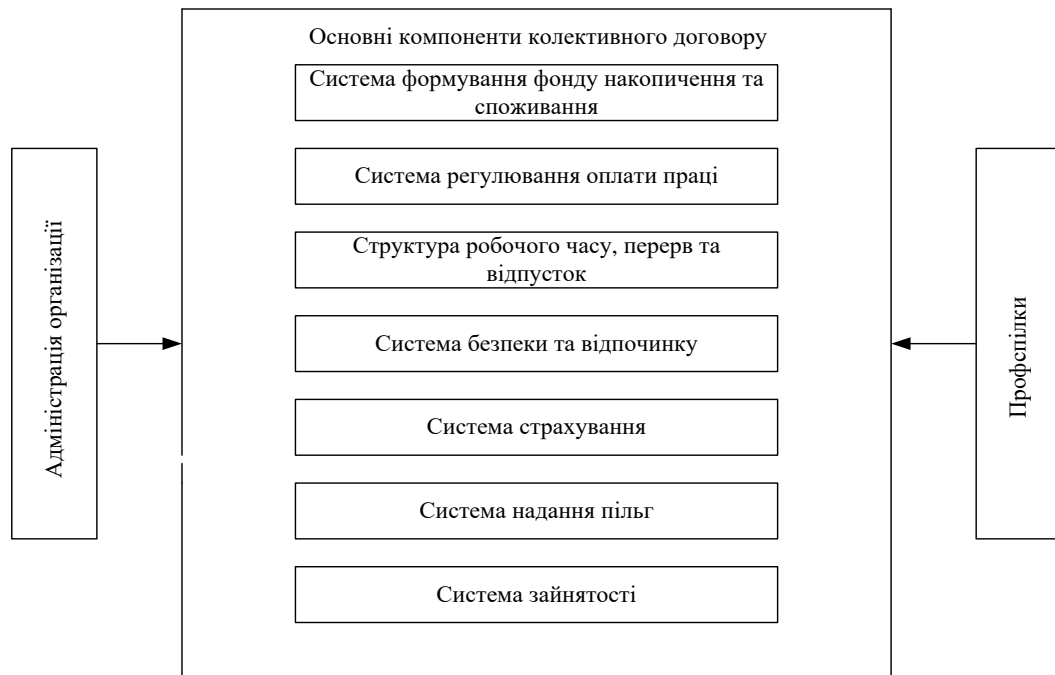 Основні компоненти колективного договору
Система формування фонду накопичення та
споживання
Система регулювання оплати праці
Структура робочого часу, перерв та
відпусток
Система безпеки та відпочинку
Система страхування
Система надання пільг
Система зайнятості
Адміністрація організації
Профспілки